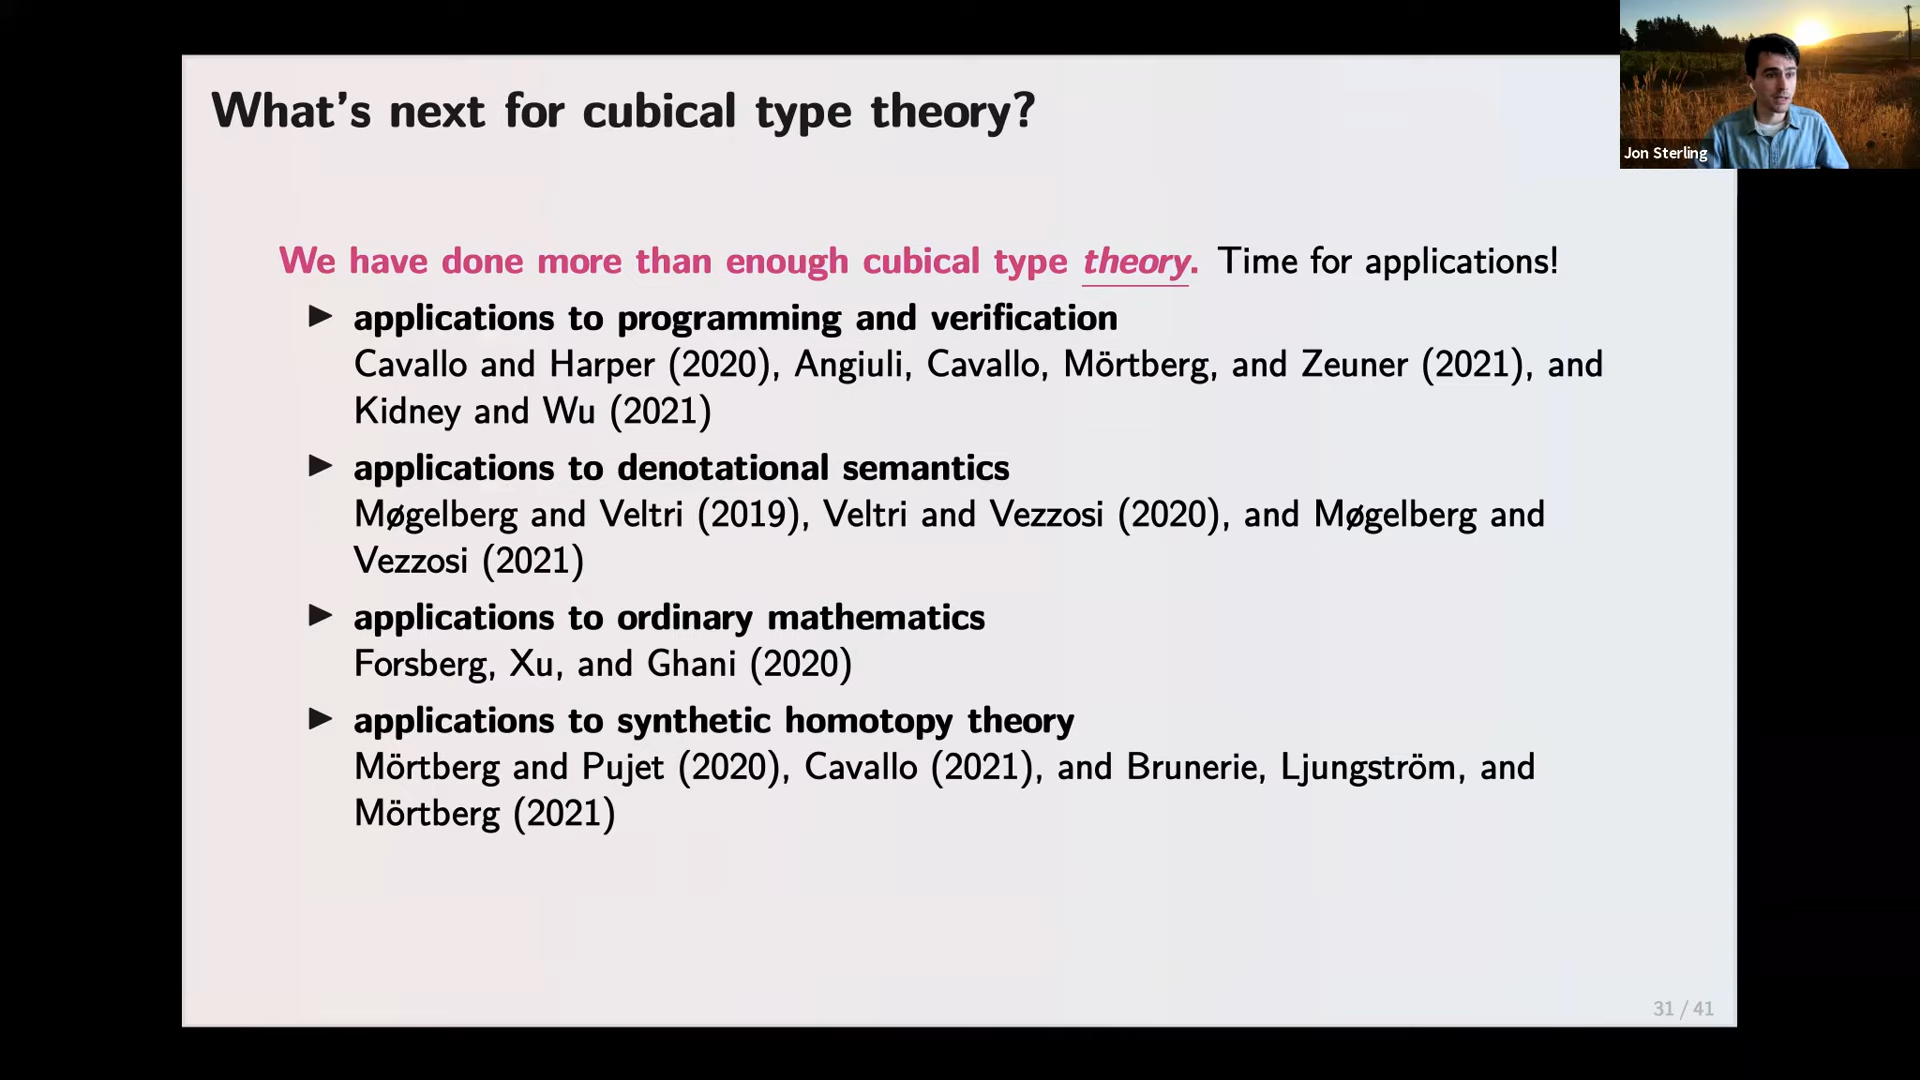 What's next for cubical type theory?
Jon Sterling
We have done more than enough cubical type theory. Time for applications!
▶ applications to programming and verification
Cavallo and Harper (2020), Angiuli, Cavallo, Mörtberg, and Zeuner (2021), and
Kidney and Wu (2021)
▶ applications to denotational semantics
Møgelberg and Veltri (2019), Veltri and Vezzosi (2020), and Møgelberg and
Vezzosi (2021)
▶ applications to ordinary mathematics
Forsberg, Xu, and Ghani (2020)
▶ applications to synthetic homotopy theory
Mörtberg and Pujet (2020), Cavallo (2021), and Brunerie, Ljungström, and
Mörtberg (2021)
31 / 41